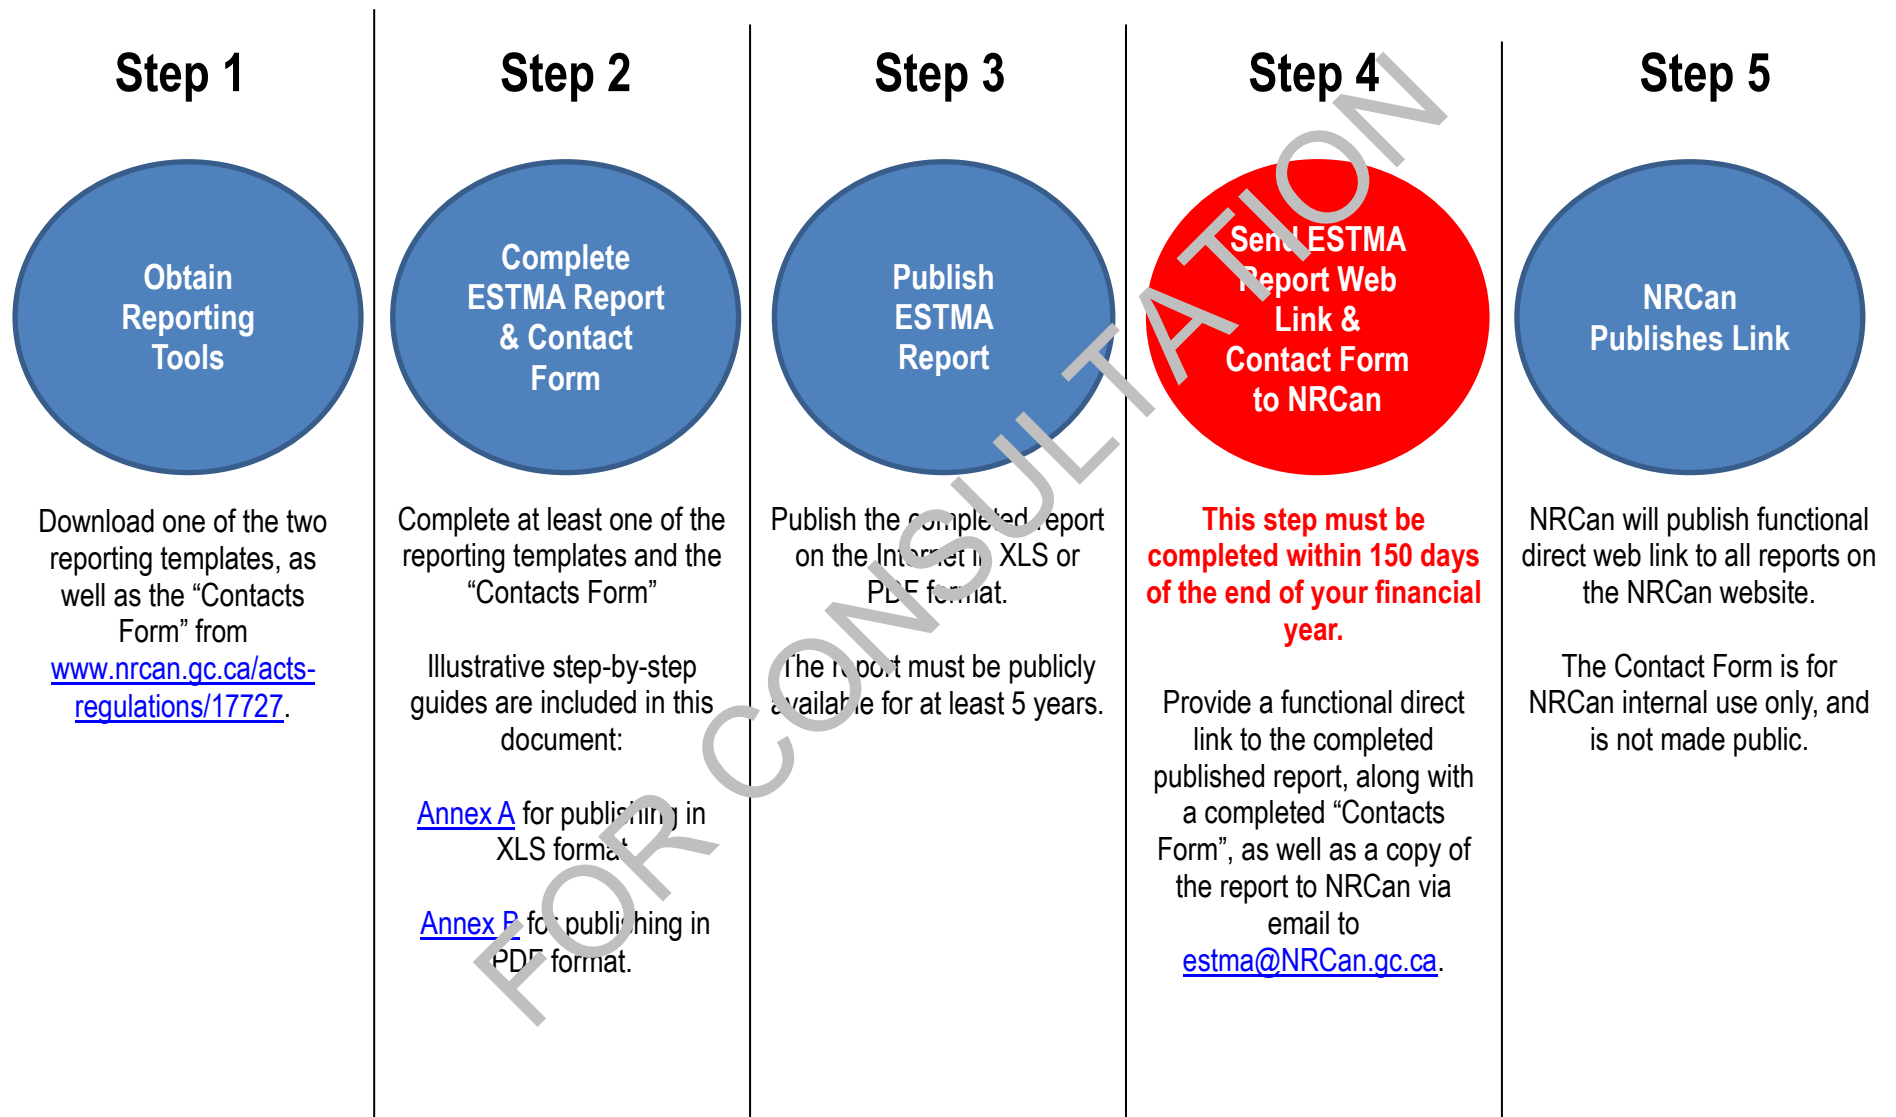 Step 1
Obtain
Reporting
Tools
Download one of the two
reporting templates, as
well as the “Contacts
Form” from
www.nrcan.gc.ca/acts-
regulations/17727.
Step 2
Complete
ESTMA Report
& Contact
Form
Complete at least one of the
reporting templates and the
“Contacts Form”
Illustrative step-by-step
guides are included in this
document:
Annex A for publishing in
XLS format
Annex B for publishing in
PDF format.
Step 3
Publish
ESTMA
Report
Publish the completed report
on the Internet in XLS or
PDF format.
The report must be publicly
available for at least 5 years.
Step 4
Send ESTMA
Report Web
Link &
Contact Form
to NRCan
This step must be
completed within 150 days
of the end of your financial
year.
Provide a functional direct
link to the completed
published report, along with
a completed “Contacts
Form”, as well as a copy of
the report to NRCan via
email to
estma@NRCan.gc.ca.
Step 5
NRCan
Publishes Link
NRCan will publish functional
direct web link to all reports on
the NRCan website.
The Contact Form is for
NRCan internal use only, and
is not made public.
FOR CONSULTATION